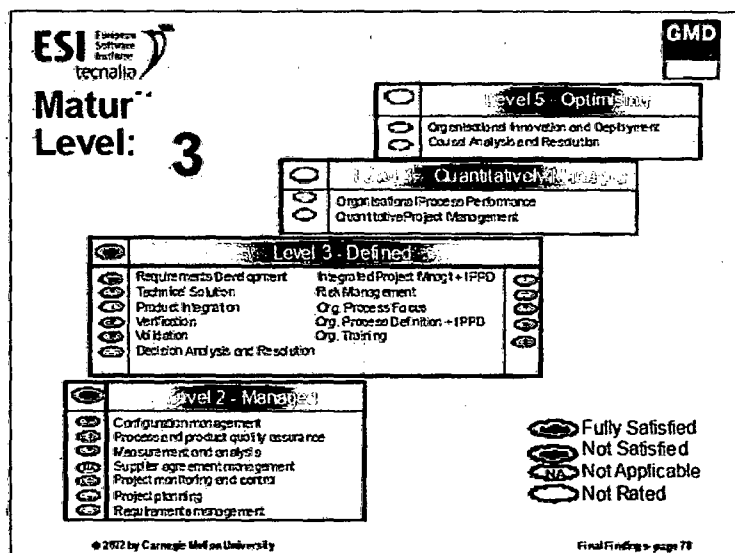 ESI European Software Institute
tecnalia
GMD
Matur
Level: 3
Level 5 - Optimising
Organisational Innovation and Deployment
Causal Analysis and Resolution
Quantitatively
Organisational Process Performance
Quantitative Project Management
Level 3 - Defined
Requirements Development Integrated Project Mngt + IPPD
Technical Solution Risk Management
Product Integration Org. Process Focus
Verification Org. Process Definition + IPPD
Validation Org. Training
Decision Analysis and Resolution
Level 2 - Managed
Configuration management
Process and product quality assurance
Measurement and analysis
Supplier agreement management
Project monitoring and control
Project planning
Requirements management
Fully Satisfied
Not Satisfied
NA Not Applicable
Not Rated
by Carnegie Mellon University
Final Findings - page 78